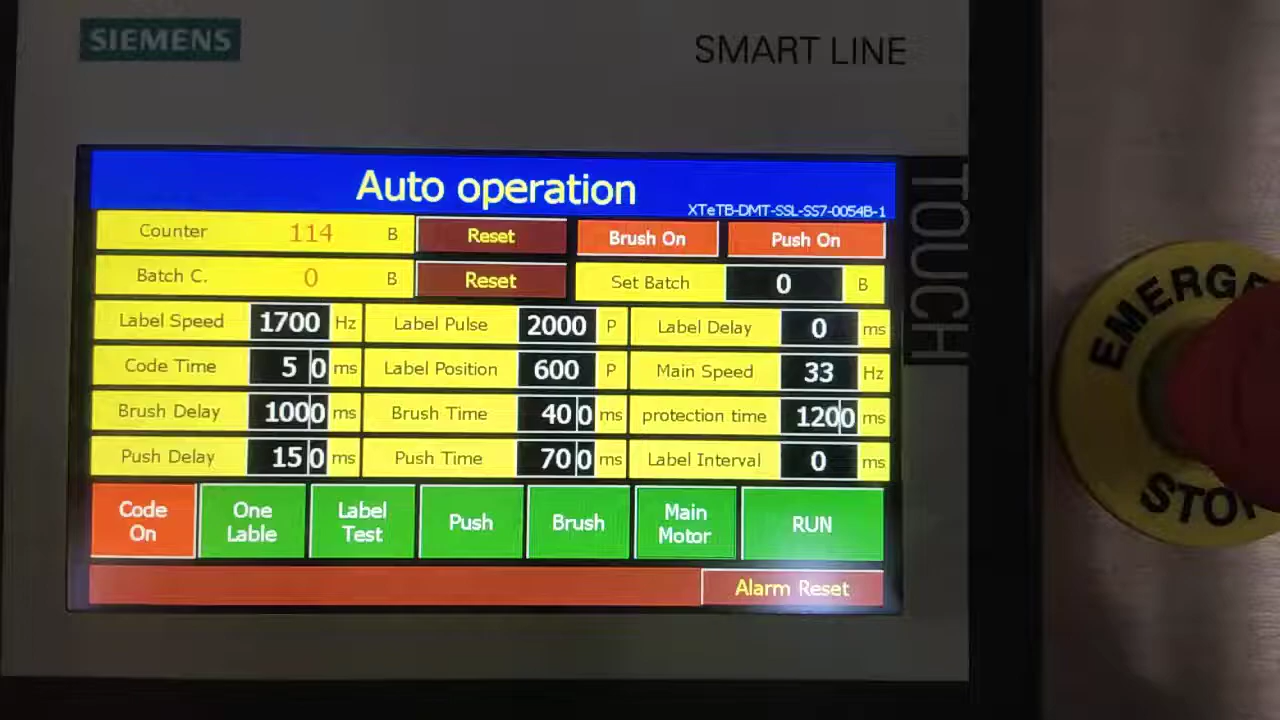 SIEMENS
SMART LINE
TOUCH
Auto operation
XTeTB-DMT-SSL-SS7-0054B-1
Counter 114 B Reset Brush On Push On
Batch C. 0 B Reset Set Batch 0 B
Label Speed 1700 Hz Label Pulse 2000 P Label Delay 0 ms
Code Time 5 0 ms Label Position 600 P Main Speed 33 Hz
Brush Delay 1000 ms Brush Time 40 0 ms protection time 1200 ms
Push Delay 15 0 ms Push Time 70 0 ms Label Interval 0 ms
Code On
One Lable
Label Test
Push
Brush
Main Motor
RUN
Alarm Reset
EMERGE
STO